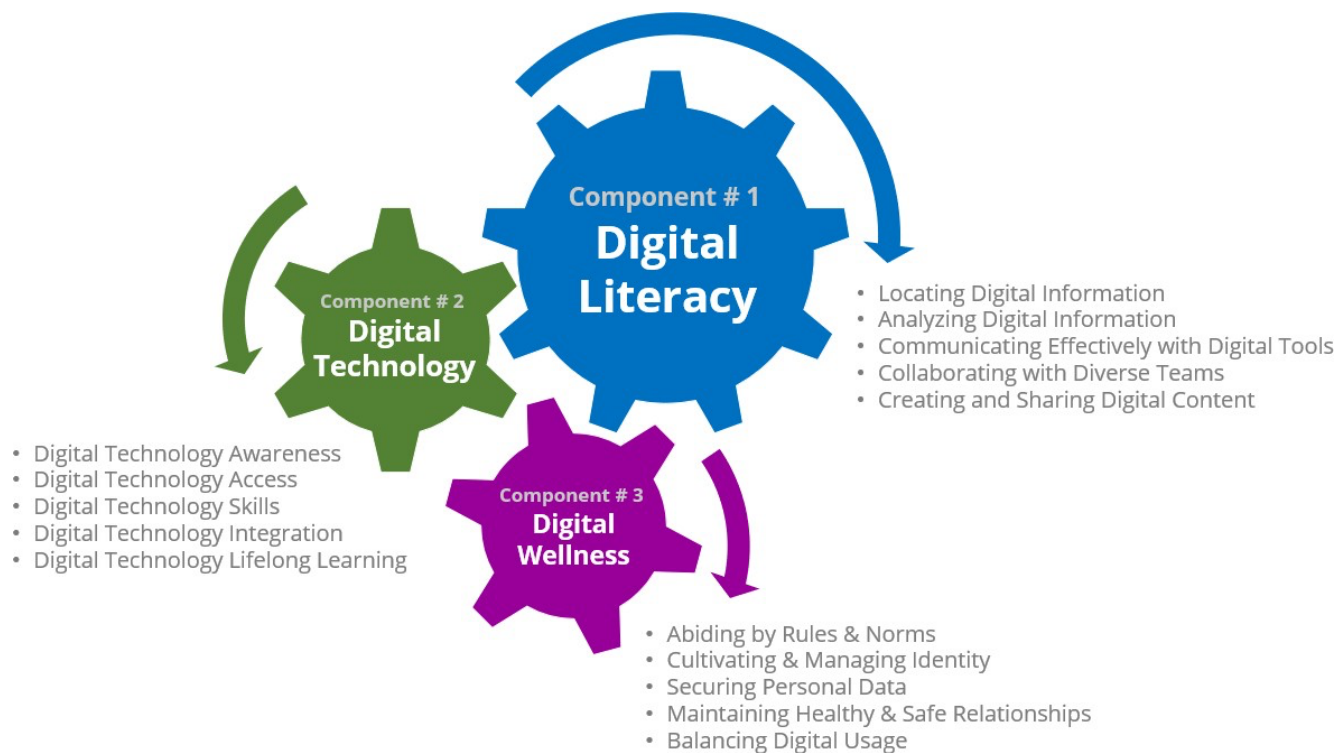 Component # 1
Digital
Literacy
• Locating Digital Information
• Analyzing Digital Information
• Communicating Effectively with Digital Tools
• Collaborating with Diverse Teams
• Creating and Sharing Digital Content
Component # 2
Digital
Technology
• Digital Technology Awareness
• Digital Technology Access
• Digital Technology Skills
• Digital Technology Integration
• Digital Technology Lifelong Learning
Component # 3
Digital
Wellness
• Abiding by Rules & Norms
• Cultivating & Managing Identity
• Securing Personal Data
• Maintaining Healthy & Safe Relationships
• Balancing Digital Usage